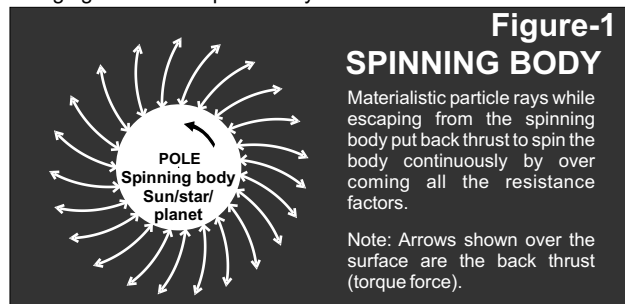 Figure-1
SPINNING BODY
POLE
Spinning body
Sun/star/
planet
Materialistic particle rays while
escaping from the spinning
body put back thrust to spin the
body continuously by over
coming all the resistance
factors.
Note: Arrows shown over the
surface are the back thrust
(torque force).